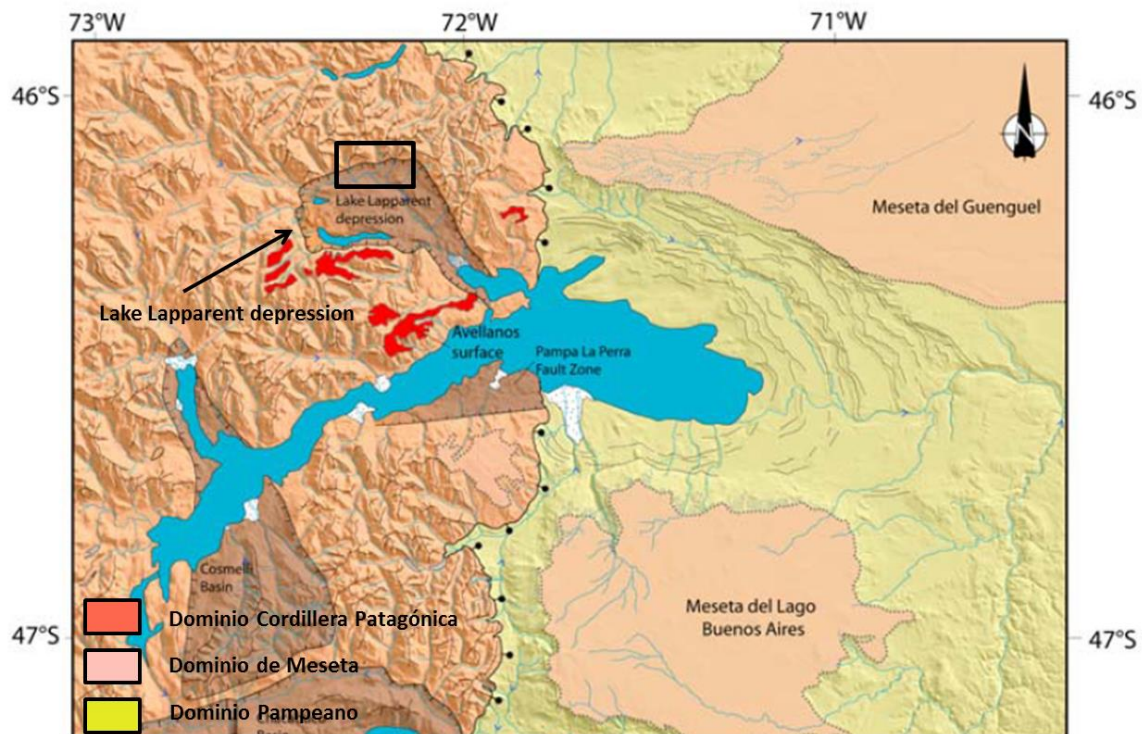 73°W
72°W
71°W
46°S
46°S
N
Meseta del Guenguel
Lake Lapparent
depression
Lake Lapparent depression
Avellanos
surface
Pampa La Perra
Fault Zone
Cosmelli
Basin
Meseta del Lago
Buenos Aires
47°S
47°S
Dominio Cordillera Patagónica
Dominio de Meseta
Dominio Pampeano
Basin